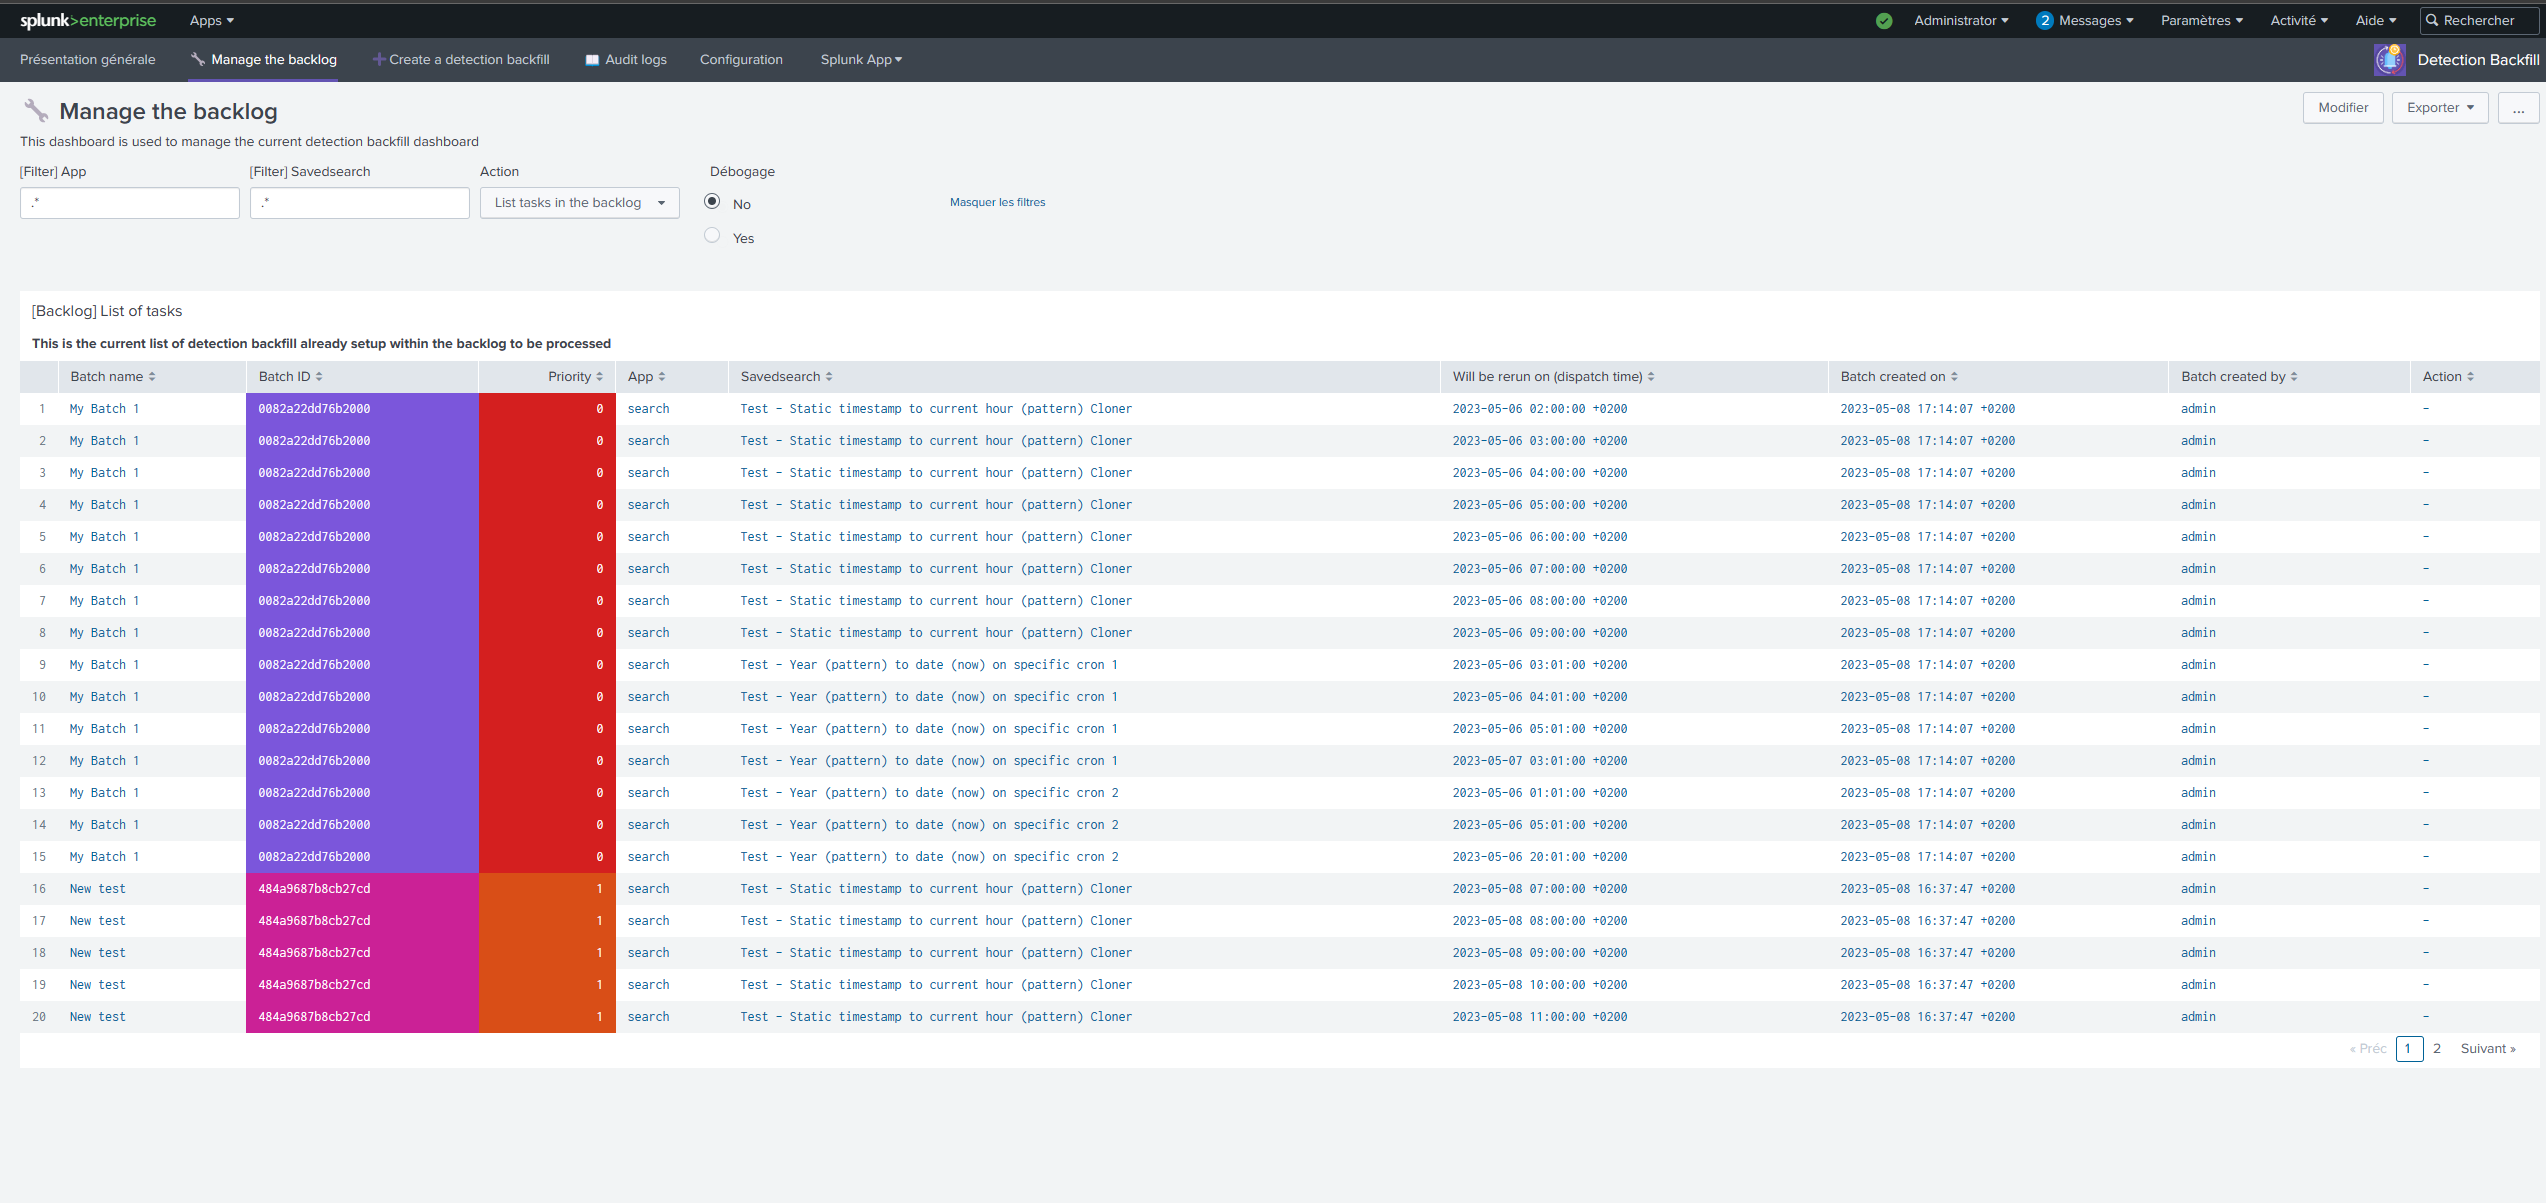 splunk>enterprise Apps Administrator 2 Messages Paramètres Activité Aide Rechercher
Présentation générale Manage the backlog Create a detection backfill Audit logs Configuration Splunk App Detection Backfill
Manage the backlog Modifier Exporter ...
This dashboard is used to manage the current detection backfill dashboard
[Filter] App [Filter] Savedsearch Action Débogage
.* .* List tasks in the backlog No Masquer les filtres
Yes
[Backlog] List of tasks
This is the current list of detection backfill already setup within the backlog to be processed
Batch name Batch ID Priority App Savedsearch Will be rerun on (dispatch time) Batch created on Batch created by Action
1 My Batch 1 0082a22dd76b2000 0 search Test - Static timestamp to current hour (pattern) Cloner 2023-05-06 02:00:00 +0200 2023-05-08 17:14:07 +0200 admin -
2 My Batch 1 0082a22dd76b2000 0 search Test - Static timestamp to current hour (pattern) Cloner 2023-05-06 03:00:00 +0200 2023-05-08 17:14:07 +0200 admin -
3 My Batch 1 0082a22dd76b2000 0 search Test - Static timestamp to current hour (pattern) Cloner 2023-05-06 04:00:00 +0200 2023-05-08 17:14:07 +0200 admin -
4 My Batch 1 0082a22dd76b2000 0 search Test - Static timestamp to current hour (pattern) Cloner 2023-05-06 05:00:00 +0200 2023-05-08 17:14:07 +0200 admin -
5 My Batch 1 0082a22dd76b2000 0 search Test - Static timestamp to current hour (pattern) Cloner 2023-05-06 06:00:00 +0200 2023-05-08 17:14:07 +0200 admin -
6 My Batch 1 0082a22dd76b2000 0 search Test - Static timestamp to current hour (pattern) Cloner 2023-05-06 07:00:00 +0200 2023-05-08 17:14:07 +0200 admin -
7 My Batch 1 0082a22dd76b2000 0 search Test - Static timestamp to current hour (pattern) Cloner 2023-05-06 08:00:00 +0200 2023-05-08 17:14:07 +0200 admin -
8 My Batch 1 0082a22dd76b2000 0 search Test - Static timestamp to current hour (pattern) Cloner 2023-05-06 09:00:00 +0200 2023-05-08 17:14:07 +0200 admin -
9 My Batch 1 0082a22dd76b2000 0 search Test - Year (pattern) to date (now) on specific cron 1 2023-05-06 03:01:00 +0200 2023-05-08 17:14:07 +0200 admin -
10 My Batch 1 0082a22dd76b2000 0 search Test - Year (pattern) to date (now) on specific cron 1 2023-05-06 04:01:00 +0200 2023-05-08 17:14:07 +0200 admin -
11 My Batch 1 0082a22dd76b2000 0 search Test - Year (pattern) to date (now) on specific cron 1 2023-05-06 05:01:00 +0200 2023-05-08 17:14:07 +0200 admin -
12 My Batch 1 0082a22dd76b2000 0 search Test - Year (pattern) to date (now) on specific cron 1 2023-05-07 03:01:00 +0200 2023-05-08 17:14:07 +0200 admin -
13 My Batch 1 0082a22dd76b2000 0 search Test - Year (pattern) to date (now) on specific cron 2 2023-05-06 01:01:00 +0200 2023-05-08 17:14:07 +0200 admin -
14 My Batch 1 0082a22dd76b2000 0 search Test - Year (pattern) to date (now) on specific cron 2 2023-05-06 05:01:00 +0200 2023-05-08 17:14:07 +0200 admin -
15 My Batch 1 0082a22dd76b2000 0 search Test - Year (pattern) to date (now) on specific cron 2 2023-05-06 20:01:00 +0200 2023-05-08 17:14:07 +0200 admin -
16 New test 484a9687b8cb27cd 1 search Test - Static timestamp to current hour (pattern) Cloner 2023-05-08 07:00:00 +0200 2023-05-08 16:37:47 +0200 admin -
17 New test 484a9687b8cb27cd 1 search Test - Static timestamp to current hour (pattern) Cloner 2023-05-08 08:00:00 +0200 2023-05-08 16:37:47 +0200 admin -
18 New test 484a9687b8cb27cd 1 search Test - Static timestamp to current hour (pattern) Cloner 2023-05-08 09:00:00 +0200 2023-05-08 16:37:47 +0200 admin -
19 New test 484a9687b8cb27cd 1 search Test - Static timestamp to current hour (pattern) Cloner 2023-05-08 10:00:00 +0200 2023-05-08 16:37:47 +0200 admin -
20 New test 484a9687b8cb27cd 1 search Test - Static timestamp to current hour (pattern) Cloner 2023-05-08 11:00:00 +0200 2023-05-08 16:37:47 +0200 admin -
« Préc 1 2 Suivant »